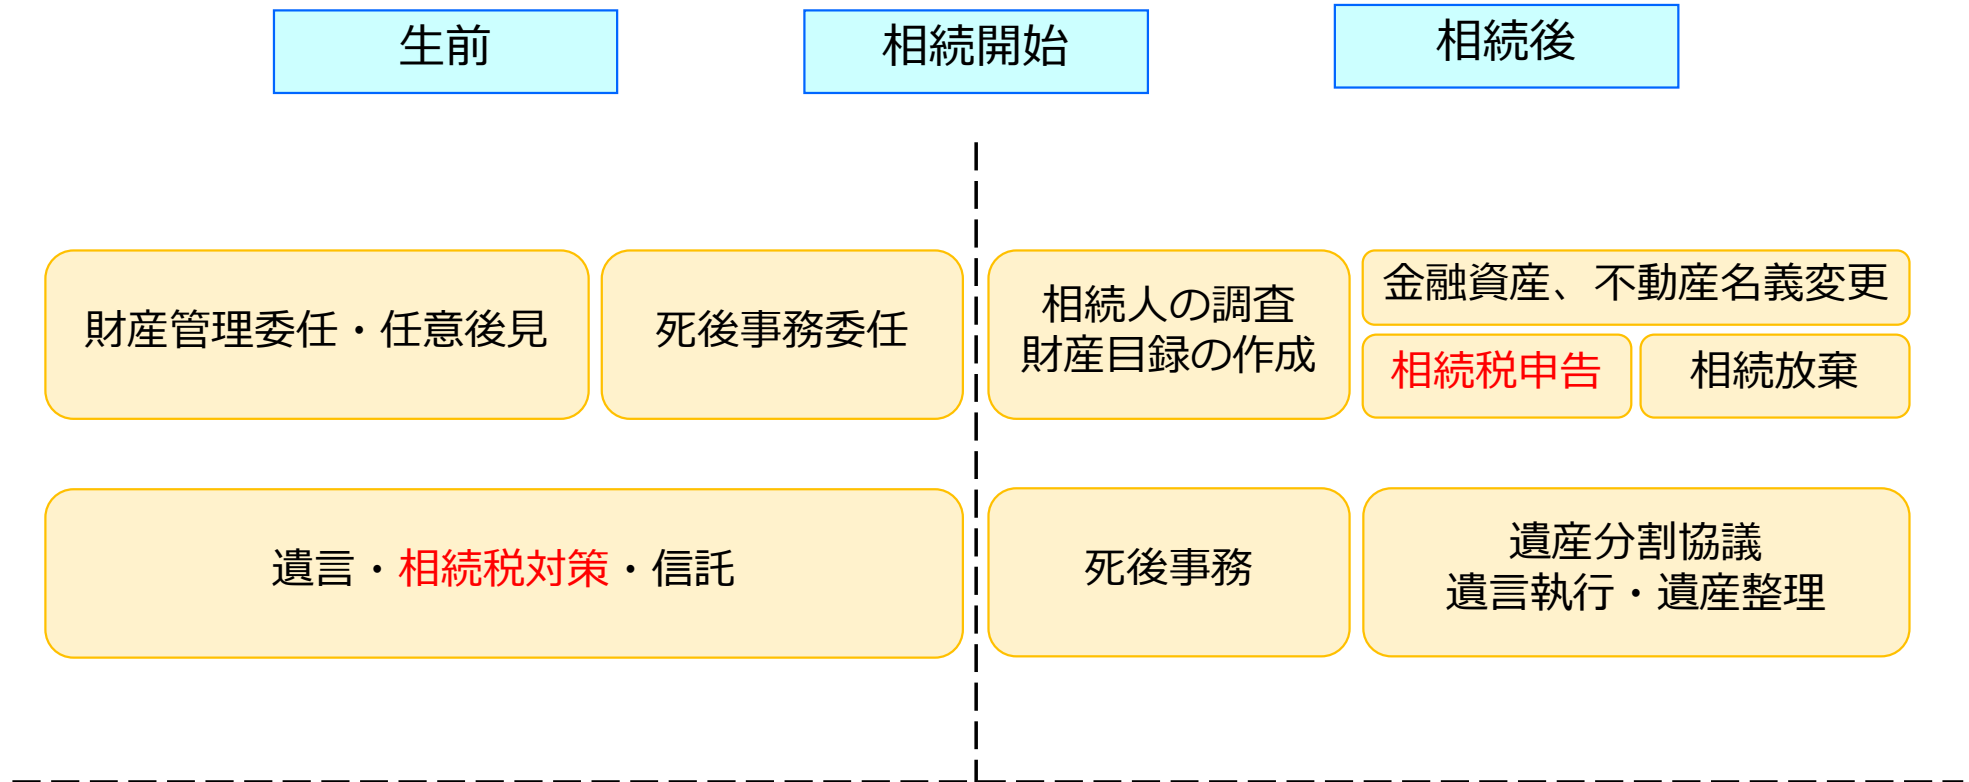 生前
相続開始
相続後
財産管理委任・任意後見
死後事務委任
相続人の調査
財産目録の作成
金融資産、不動産名義変更
相続税申告
相続放棄
遺言・相続税対策・信託
死後事務
遺産分割協議
遺言執行・遺産整理